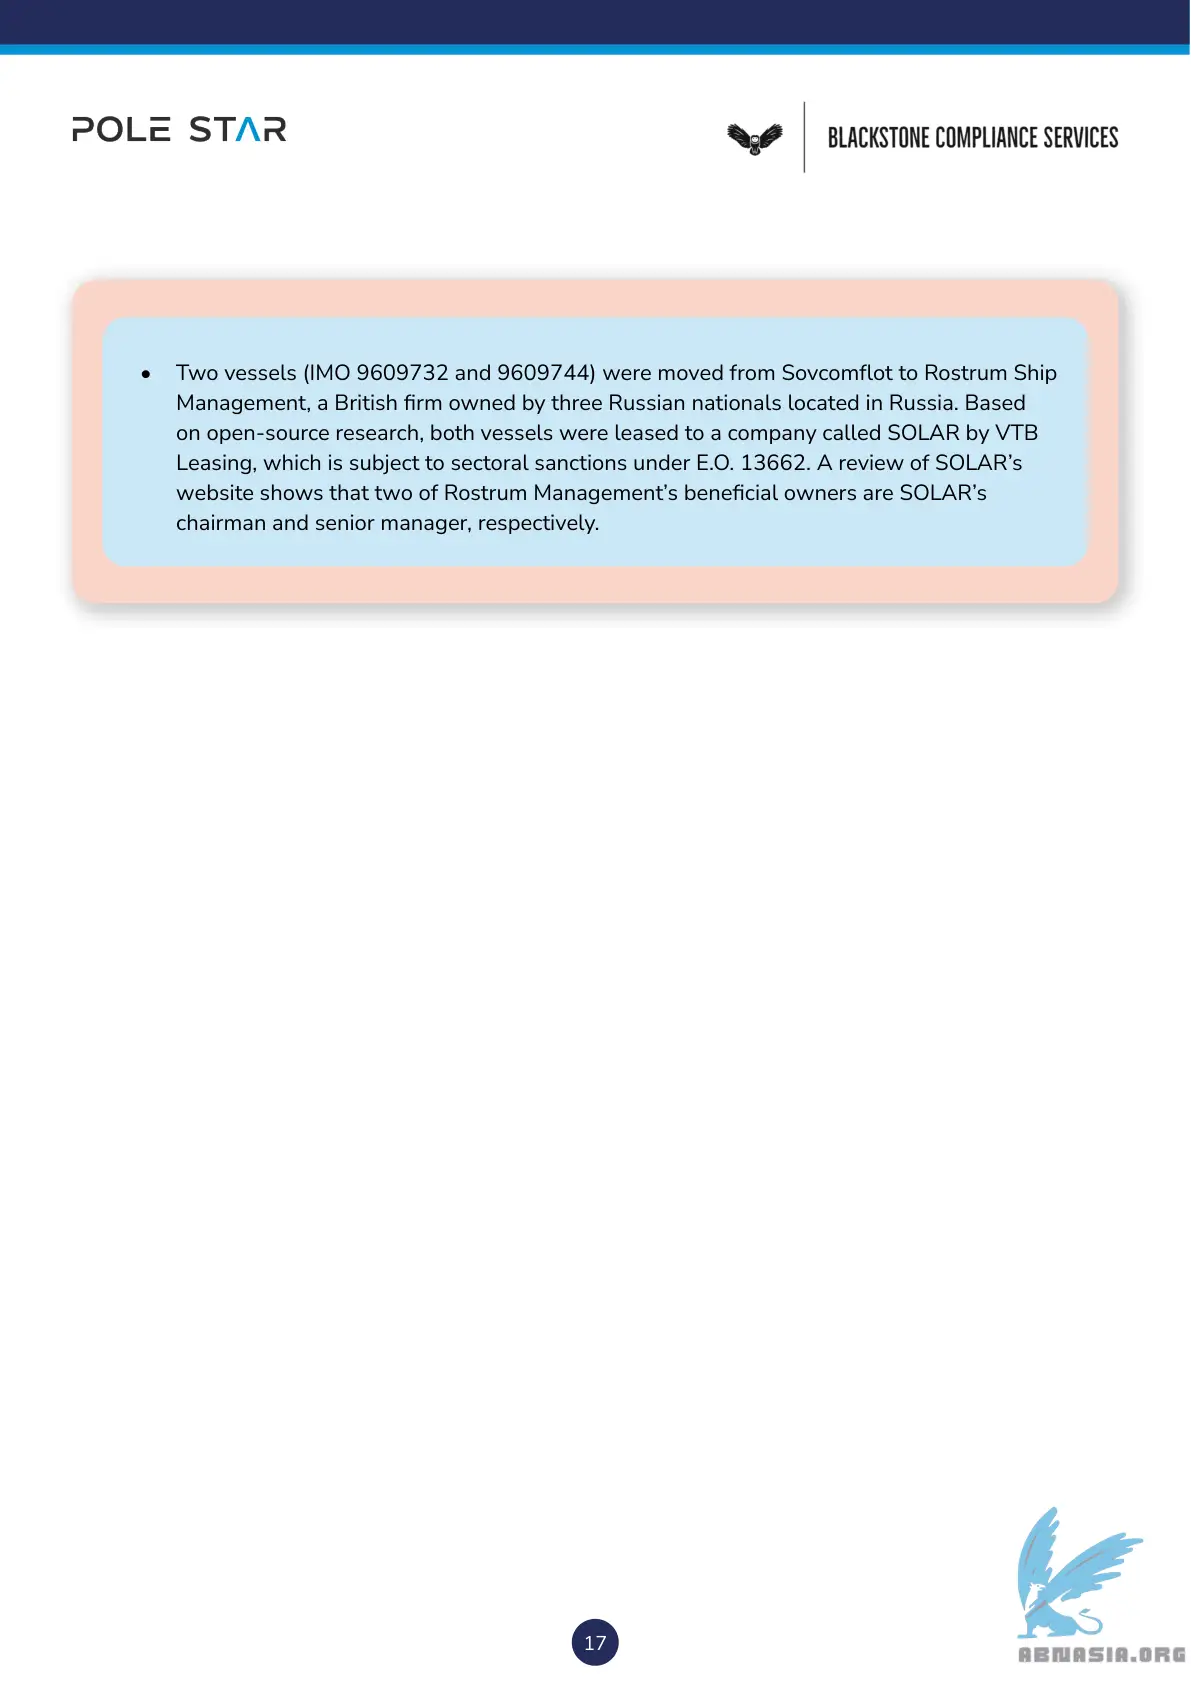 POLE STAR
BLACKSTONE COMPLIANCE SERVICES
• Two vessels (IMO 9609732 and 9609744) were moved from Sovcomflot to Rostrum Ship
Management, a British firm owned by three Russian nationals located in Russia. Based
on open-source research, both vessels were leased to a company called SOLAR by VTB
Leasing, which is subject to sectoral sanctions under E.O. 13662. A review of SOLAR’s
website shows that two of Rostrum Management’s beneficial owners are SOLAR’s
chairman and senior manager, respectively.
17
ABNASIA.ORG